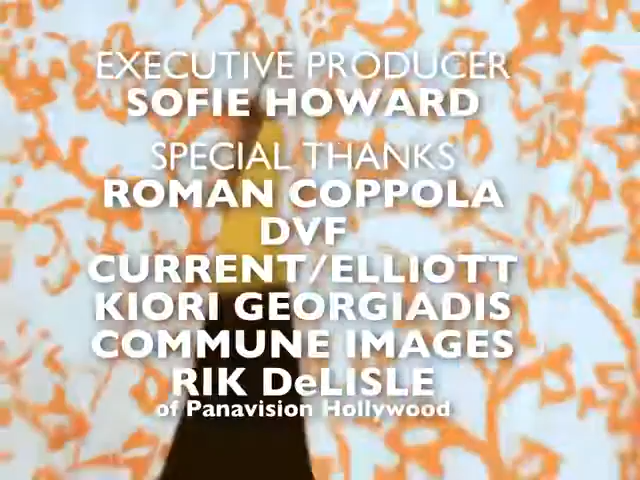 EXECUTIVE PRODUCER
SOFIE HOWARD
SPECIAL THANKS
ROMAN COPPOLA
DVF
CURRENT/ELLIOTT
KIORI GEORGIADIS
COMMUNE IMAGES
RIK DeLISLE
of Panavision Hollywood